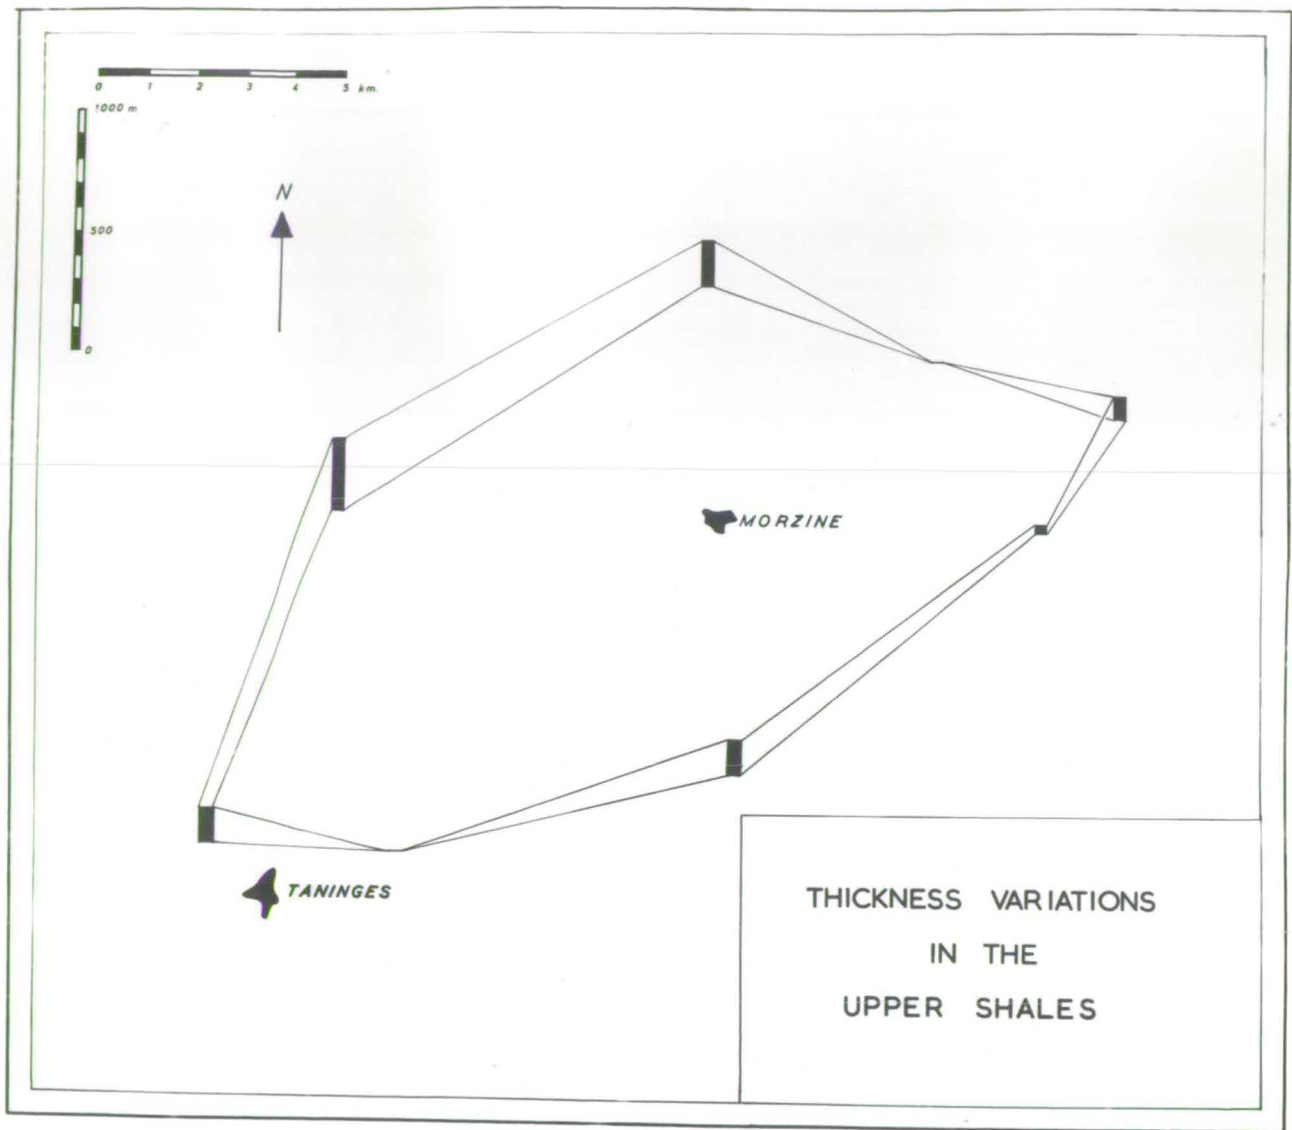 0 1 2 3 4 5 km.
1000 m
500
0
N
MORZINE
TANINGES
THICKNESS VARIATIONS
IN THE
UPPER SHALES